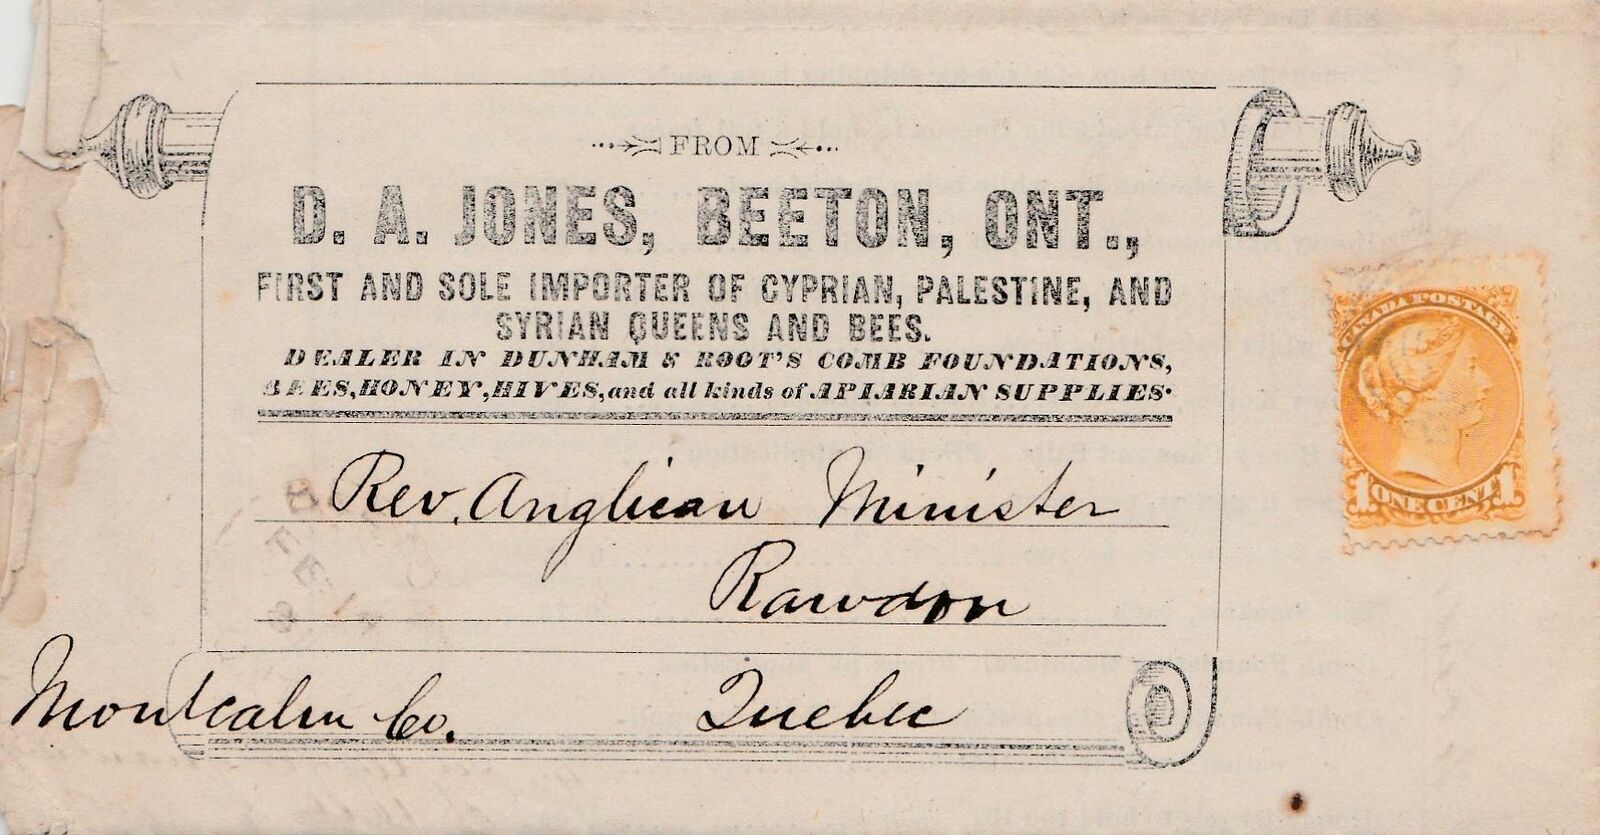 FROM
D. A. JONES, BEETON, ONT.,
FIRST AND SOLE IMPORTER OF CYPRIAN, PALESTINE, AND
SYRIAN QUEENS AND BEES.
DEALER IN DUNHAM & ROOT'S COMB FOUNDATIONS,
BEES, HONEY, HIVES, and all kinds of APIARIAN SUPPLIES.
CANADA POSTAGE
1 ONE CENT 1
Rev. Anglican Minister
Rawdon
Montcalm Co. Quebec